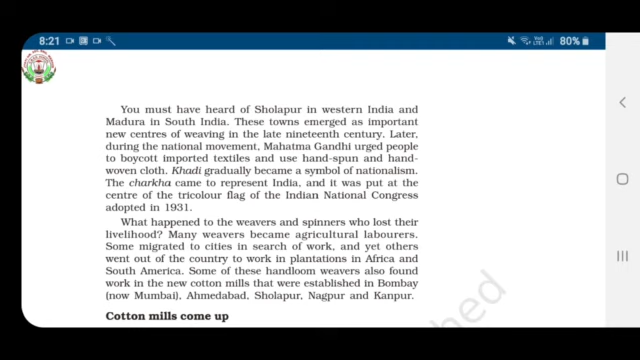 8:21
VoI) LTE1 80%
You must have heard of Sholapur in western India and
Madura in South India. These towns emerged as important
new centres of weaving in the late nineteenth century. Later,
during the national movement, Mahatma Gandhi urged people
to boycott imported textiles and use hand-spun and hand-
woven cloth. Khadi gradually became a symbol of nationalism.
The charkha came to represent India, and it was put at the
centre of the tricolour flag of the Indian National Congress
adopted in 1931.
What happened to the weavers and spinners who lost their
livelihood? Many weavers became agricultural labourers.
Some migrated to cities in search of work, and yet others
went out of the country to work in plantations in Africa and
South America. Some of these handloom weavers also found
work in the new cotton mills that were established in Bombay
(now Mumbai), Ahmedabad, Sholapur, Nagpur and Kanpur.
Cotton mills come up